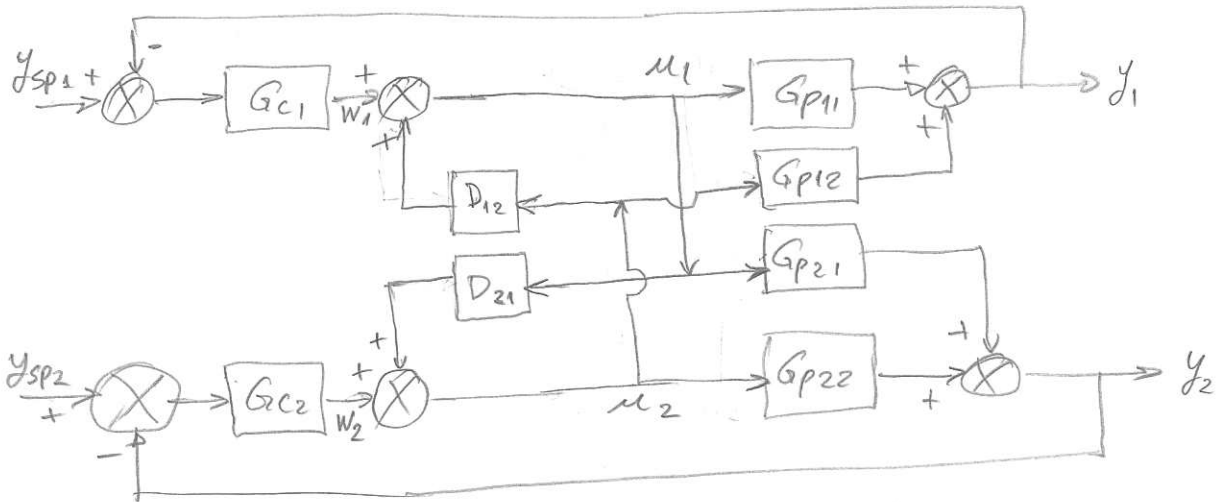 -
ysp1 + Gc1 + w1 + u1 Gp11 + + y1
D12 Gp12
D21 Gp21
+ +
ysp2 + - Gc2 + w2 u2 Gp22 + y2